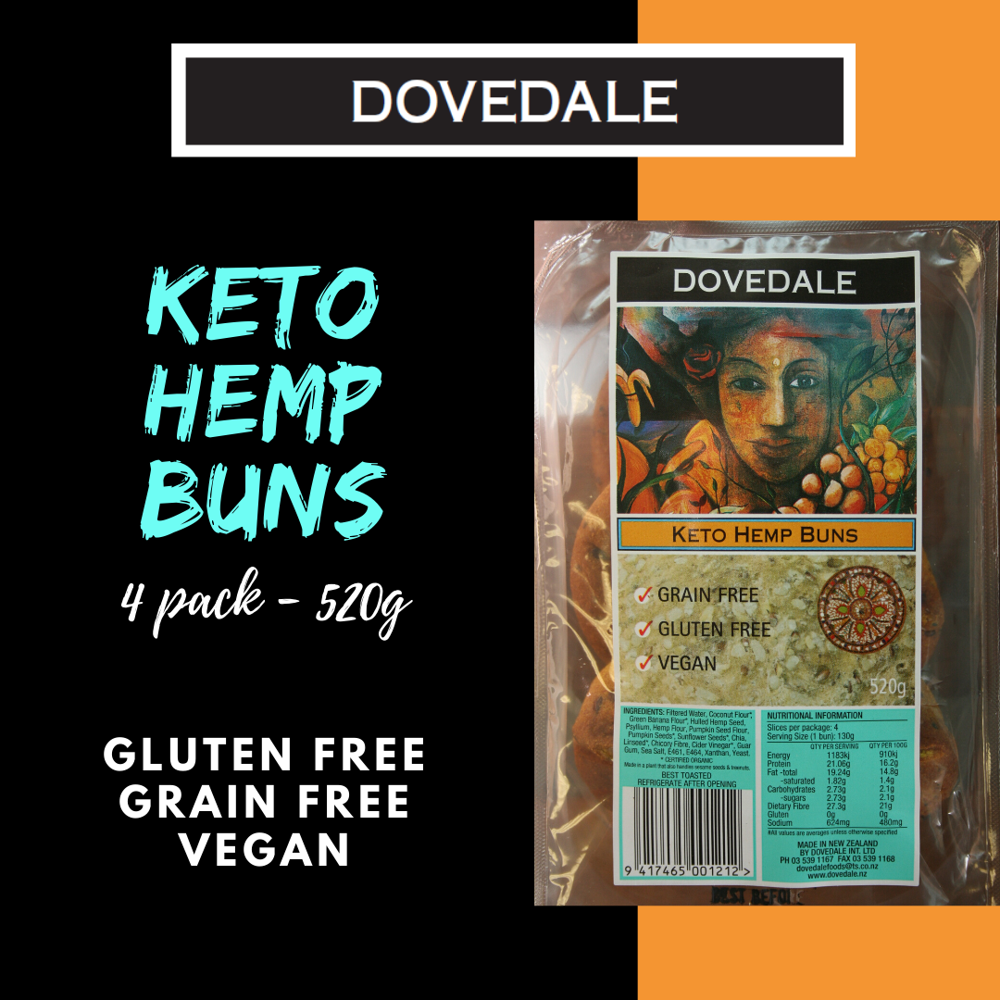 DOVEDALE
KETO
HEMP
BUNS
4 pack - 520g
GLUTEN FREE
GRAIN FREE
VEGAN
DOVEDALE
KETO HEMP BUNS
✓ GRAIN FREE
✓ GLUTEN FREE
✓ VEGAN
520g
INGREDIENTS: Filtered Water, Coconut Flour*,
Green Banana Flour*, Hulled Hemp Seed,
Psyllium, Hemp Flour, Pumpkin Seed Flour,
Pumpkin Seeds*, Sunflower Seeds*, Chia,
Linseed*, Chicory Fibre, Cider Vinegar*, Guar
Gum, Sea Salt, E461, E464, Xanthan, Yeast.
* CERTIFIED ORGANIC
Made in a plant that also handles sesame seeds & treenuts.
BEST TOASTED
REFRIGERATE AFTER OPENING
9 417465 001212 >
NUTRITIONAL INFORMATION
Slices per package: 4
Serving Size (1 bun): 130g
QTY PER SERVING QTY PER 100G
Energy 1183kj 910kj
Protein 21.06g 16.2g
Fat -total 19.24g 14.8g
-saturated 1.82g 1.4g
Carbohydrates 2.73g 2.1g
-sugars 2.73g 2.1g
Dietary Fibre 27.3g 21g
Gluten 0g 0g
Sodium 624mg 480mg
#All values are averages unless otherwise specified
MADE IN NEW ZEALAND
BY DOVEDALE INT. LTD
PH 03 539 1167 FAX 03 539 1168
dovedalefoods@ts.co.nz
www.dovedale.nz
BEST BEFORE